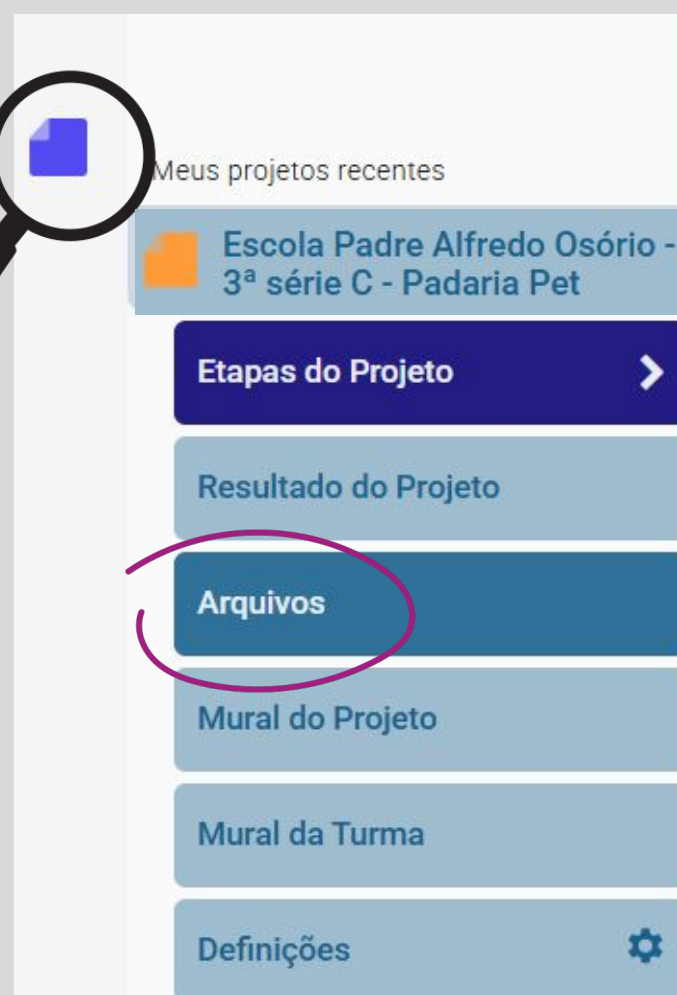 Meus projetos recentes
Escola Padre Alfredo Osório -
3ª série C - Padaria Pet
Etapas do Projeto
Resultado do Projeto
Arquivos
Mural do Projeto
Mural da Turma
Definições